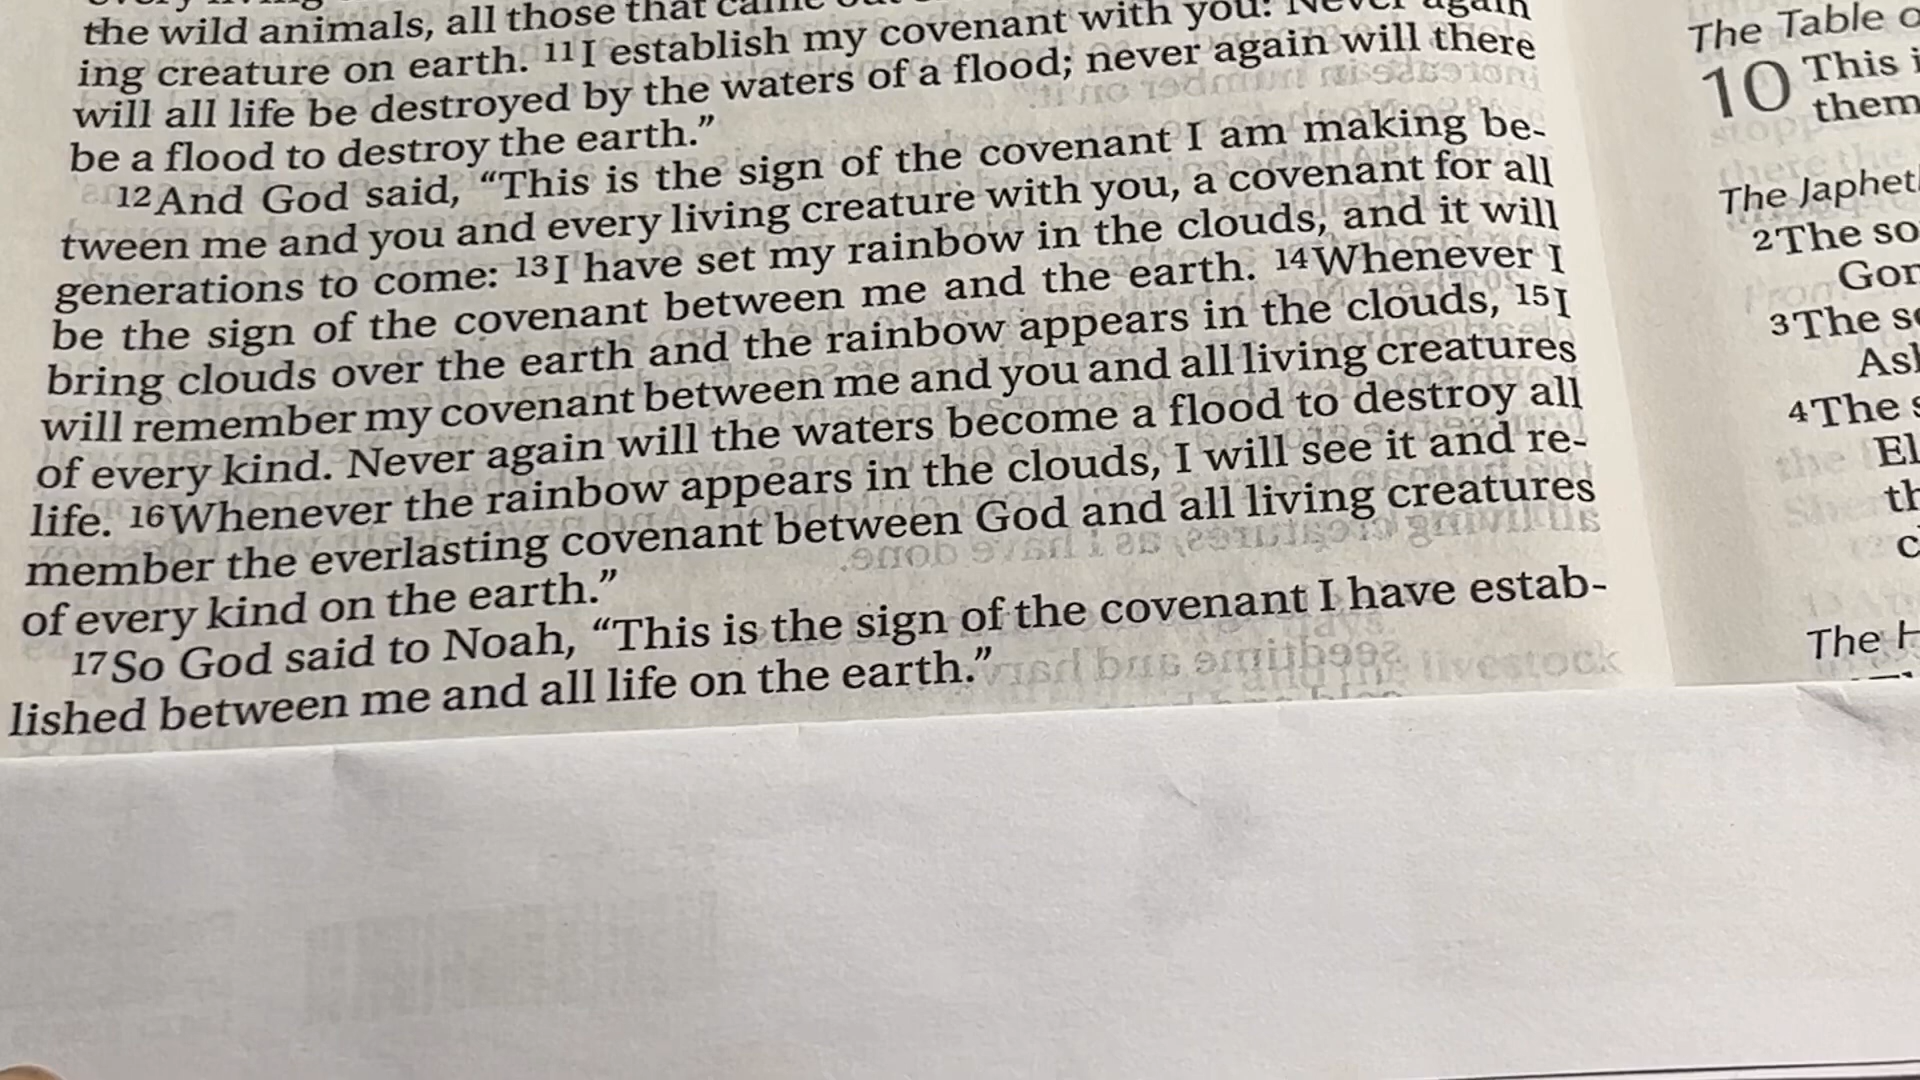 the wild animals, all those that came
ing creature on earth. 11I establish my covenant with you: Never again
will all life be destroyed by the waters of a flood; never again will there
be a flood to destroy the earth.”
12And God said, “This is the sign of the covenant I am making be-
tween me and you and every living creature with you, a covenant for all
generations to come: 13I have set my rainbow in the clouds, and it will
be the sign of the covenant between me and the earth. 14Whenever I
bring clouds over the earth and the rainbow appears in the clouds, 15I
will remember my covenant between me and you and all living creatures
of every kind. Never again will the waters become a flood to destroy all
life. 16Whenever the rainbow appears in the clouds, I will see it and re-
member the everlasting covenant between God and all living creatures
of every kind on the earth.”
17So God said to Noah, “This is the sign of the covenant I have estab-
lished between me and all life on the earth.”
The Table
10 This
them
The
2The
3The
4The
The